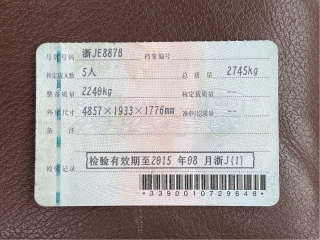 号牌号码 浙JE887B 档案编号
核定载人数 5人 总质量 2745kg
整备质量 2240kg 核定载质量 --
外廓尺寸 4857×1933×1776mm 准牵引总质量 --
备注
检验有效期至2015 年08 月浙J(1)
检验记录
*3390010729648*